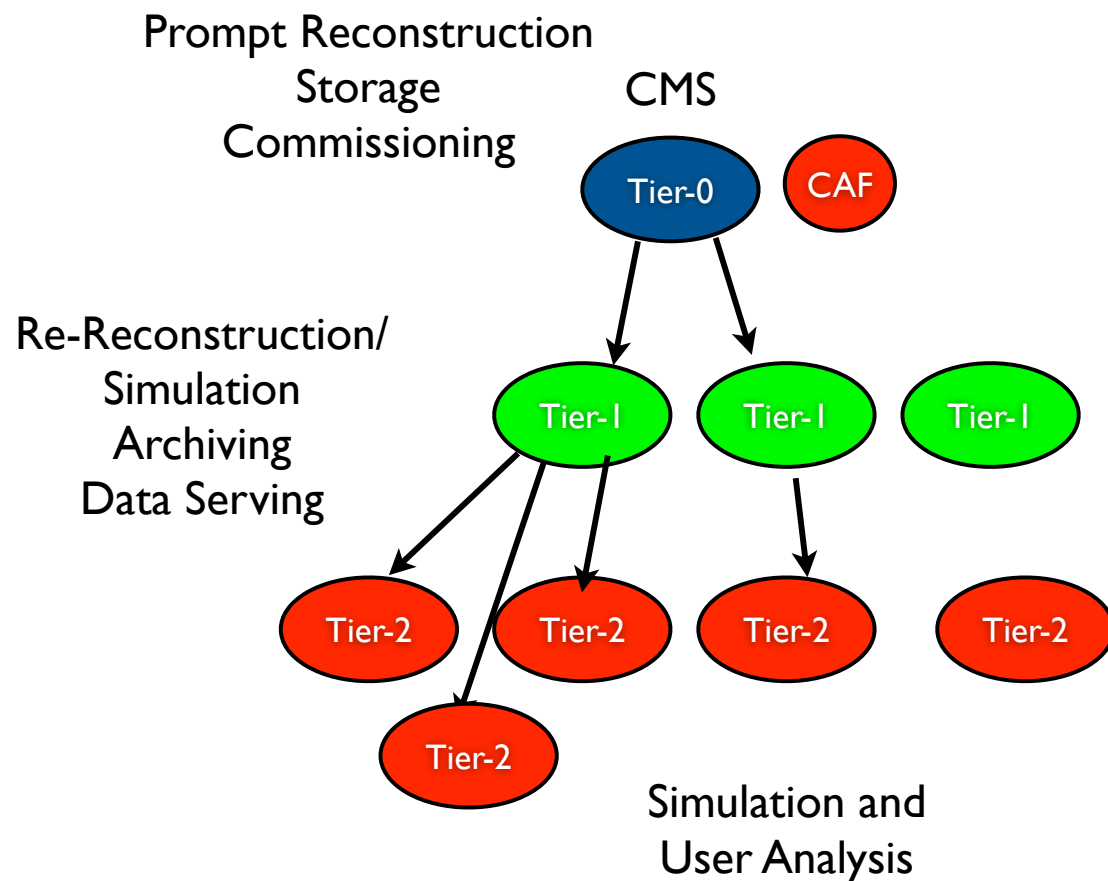 Prompt Reconstruction
Storage
Commissioning
CMS
Tier-0
CAF
Re-Reconstruction/
Simulation
Archiving
Data Serving
Tier-1
Tier-1
Tier-1
Tier-2
Tier-2
Tier-2
Tier-2
Tier-2
Simulation and
User Analysis